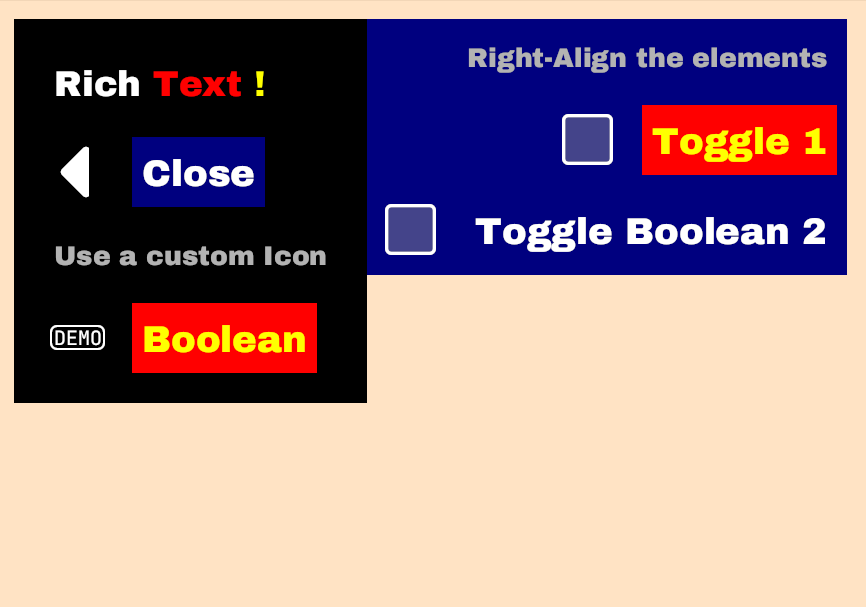 Rich Text !
Close
Use a custom Icon
DEMO
Boolean
Right-Align the elements
Toggle 1
Toggle Boolean 2